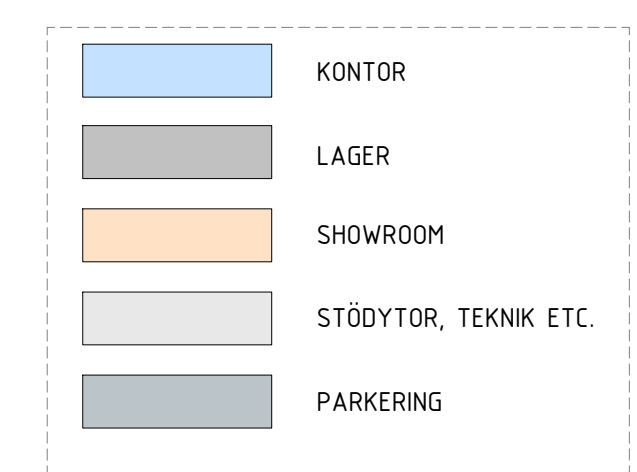 KONTOR
LAGER
SHOWROOM
STÖDYTOR, TEKNIK ETC.
PARKERING